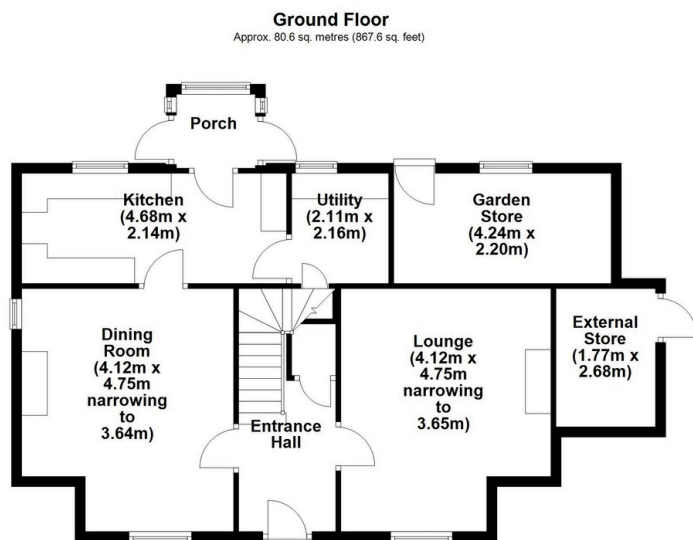 Ground Floor
Approx. 80.6 sq. metres (867.6 sq. feet)
Porch
Kitchen
(4.68m x
2.14m)
Utility
(2.11m x
2.16m)
Garden
Store
(4.24m x
2.20m)
Dining
Room
(4.12m x
4.75m
narrowing
to
3.64m)
Entrance
Hall
Lounge
(4.12m x
4.75m
narrowing
to
3.65m)
External
Store
(1.77m x
2.68m)